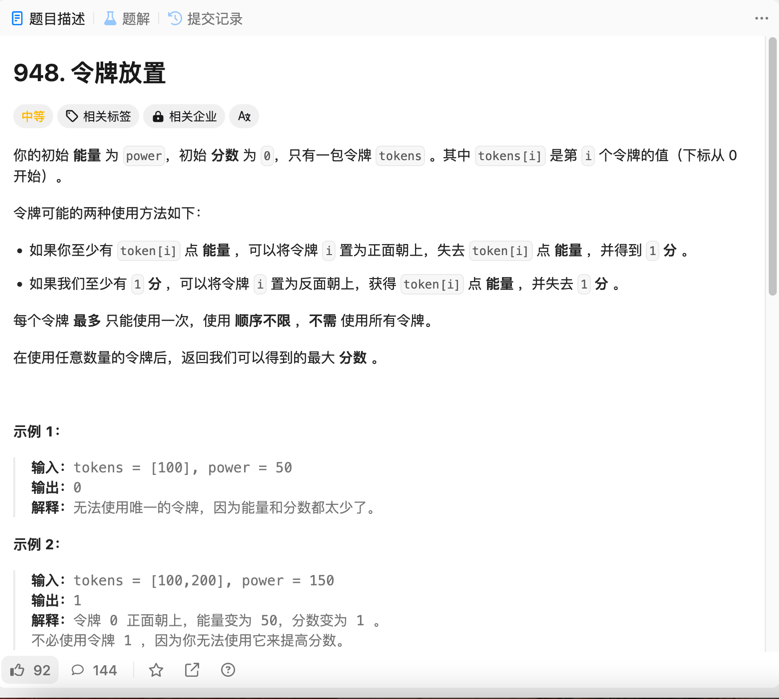 题目描述 题解 提交记录
948. 令牌放置
中等 相关标签 相关企业 Ax
你的初始 能量 为 power，初始 分数 为 0，只有一包令牌 tokens 。其中 tokens[i] 是第 i 个令牌的值（下标从 0
开始）。
令牌可能的两种使用方法如下：
• 如果你至少有 token[i] 点 能量 ，可以将令牌 i 置为正面朝上，失去 token[i] 点 能量 ，并得到 1 分 。
• 如果我们至少有 1 分 ，可以将令牌 i 置为反面朝上，获得 token[i] 点 能量 ，并失去 1 分 。
每个令牌 最多 只能使用一次，使用 顺序不限 ，不需 使用所有令牌。
在使用任意数量的令牌后，返回我们可以得到的最大 分数 。
示例 1：
输入：tokens = [100], power = 50
输出：0
解释：无法使用唯一的令牌，因为能量和分数都太少了。
示例 2：
输入：tokens = [100,200], power = 150
输出：1
解释：令牌 0 正面朝上，能量变为 50，分数变为 1 。
不必使用令牌 1 ，因为你无法使用它来提高分数。
92 144